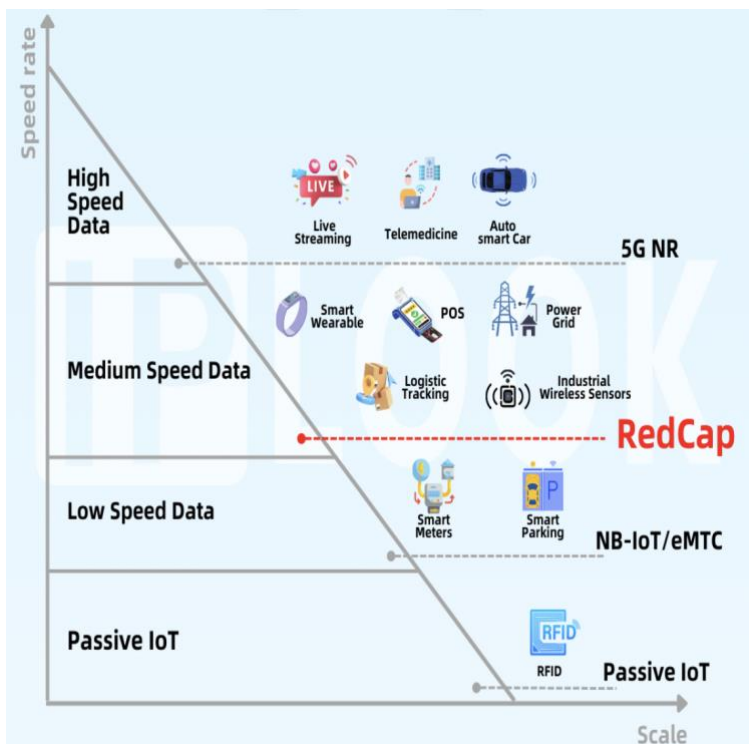 Speed rate
High
Speed
Data
LIVE
Live
Streaming
Telemedicine
Auto
smart Car
5G NR
Smart
Wearable
POS
Power
Grid
Medium Speed Data
Logistic
Tracking
Industrial
Wireless Sensors
RedCap
IPLOOK
Low Speed Data
P
Smart
Meters
Smart
Parking
NB-IoT/eMTC
Passive IoT
RFID
RFID
Passive IoT
Scale